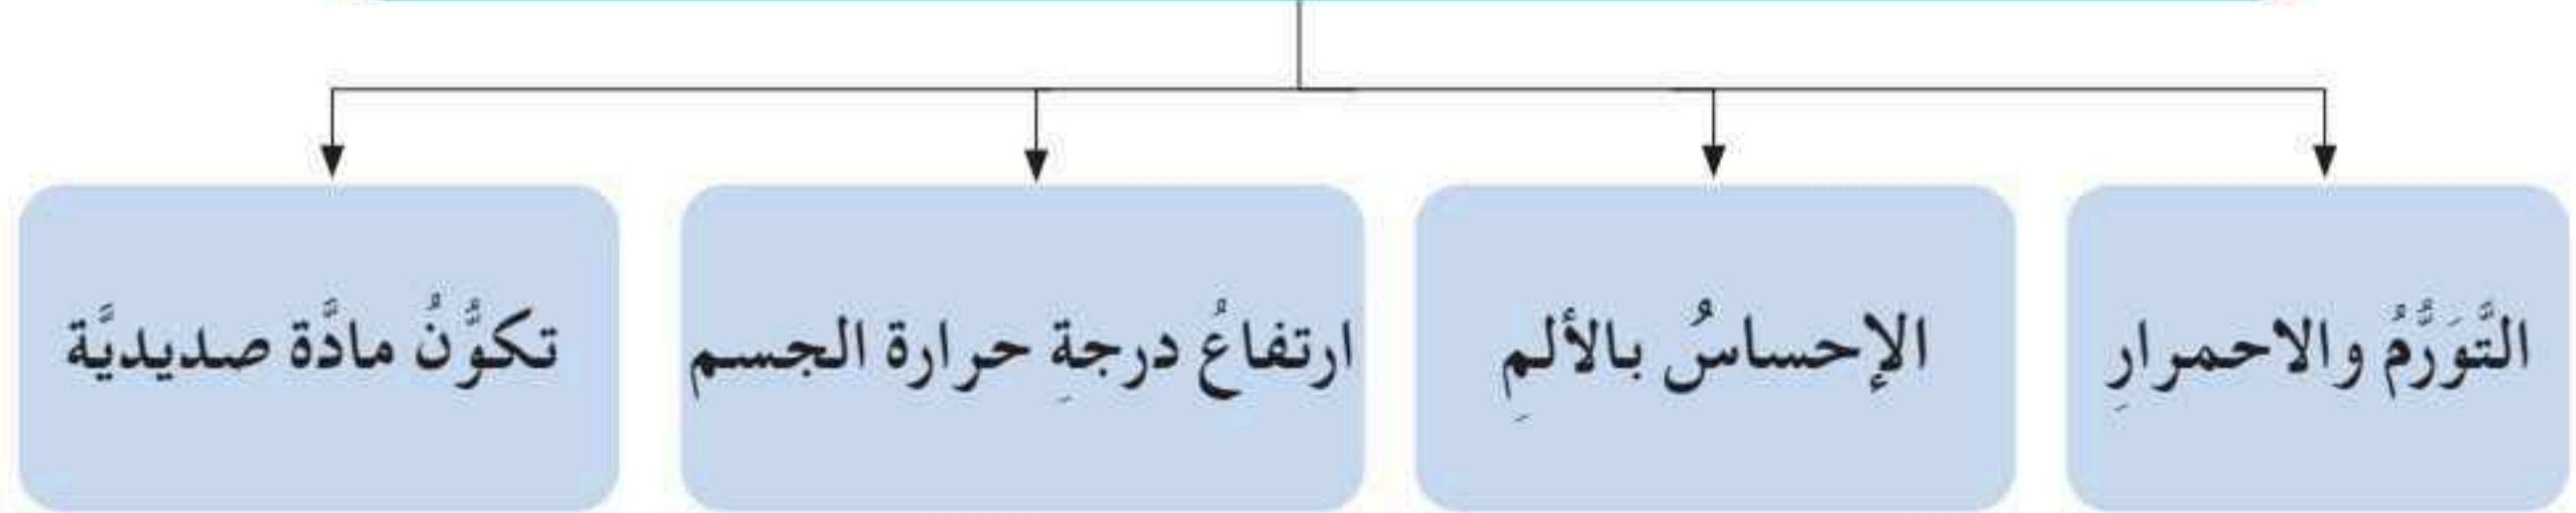 التَّوَرُّمُ والاحمرارِ
الإحساسُ بالألمِ
ارتفاعُ درجةِ حرارة الجسم
تكوُّنُ مادَّة صديديَّة